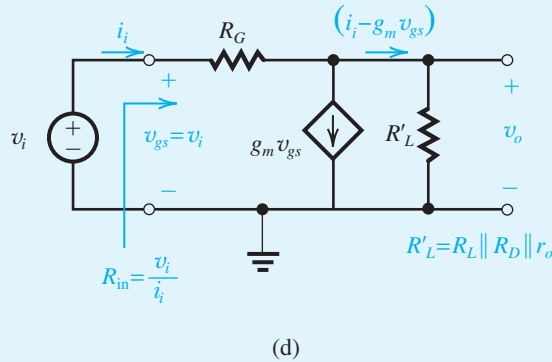 i_i
R_G
(i_i − g_m v_gs)
+
+
+
−
v_i
v_gs = v_i
g_m v_gs
R'_L
v_o
−
−
R_in = v_i / i_i
R'_L = R_L || R_D || r_o
(d)